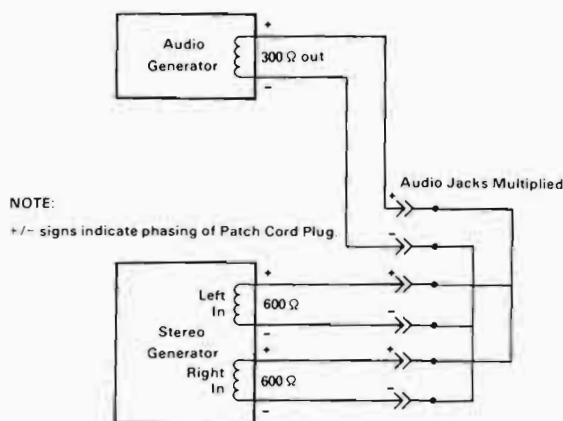 +
Audio
Generator
300 Ω out
−
Audio Jacks Multiplied
+
−
NOTE:
+/− signs indicate phasing of Patch Cord Plug.
+
+
Left
In
600 Ω
−
−
Stereo
Generator
+
+
Right
In
600 Ω
−
−